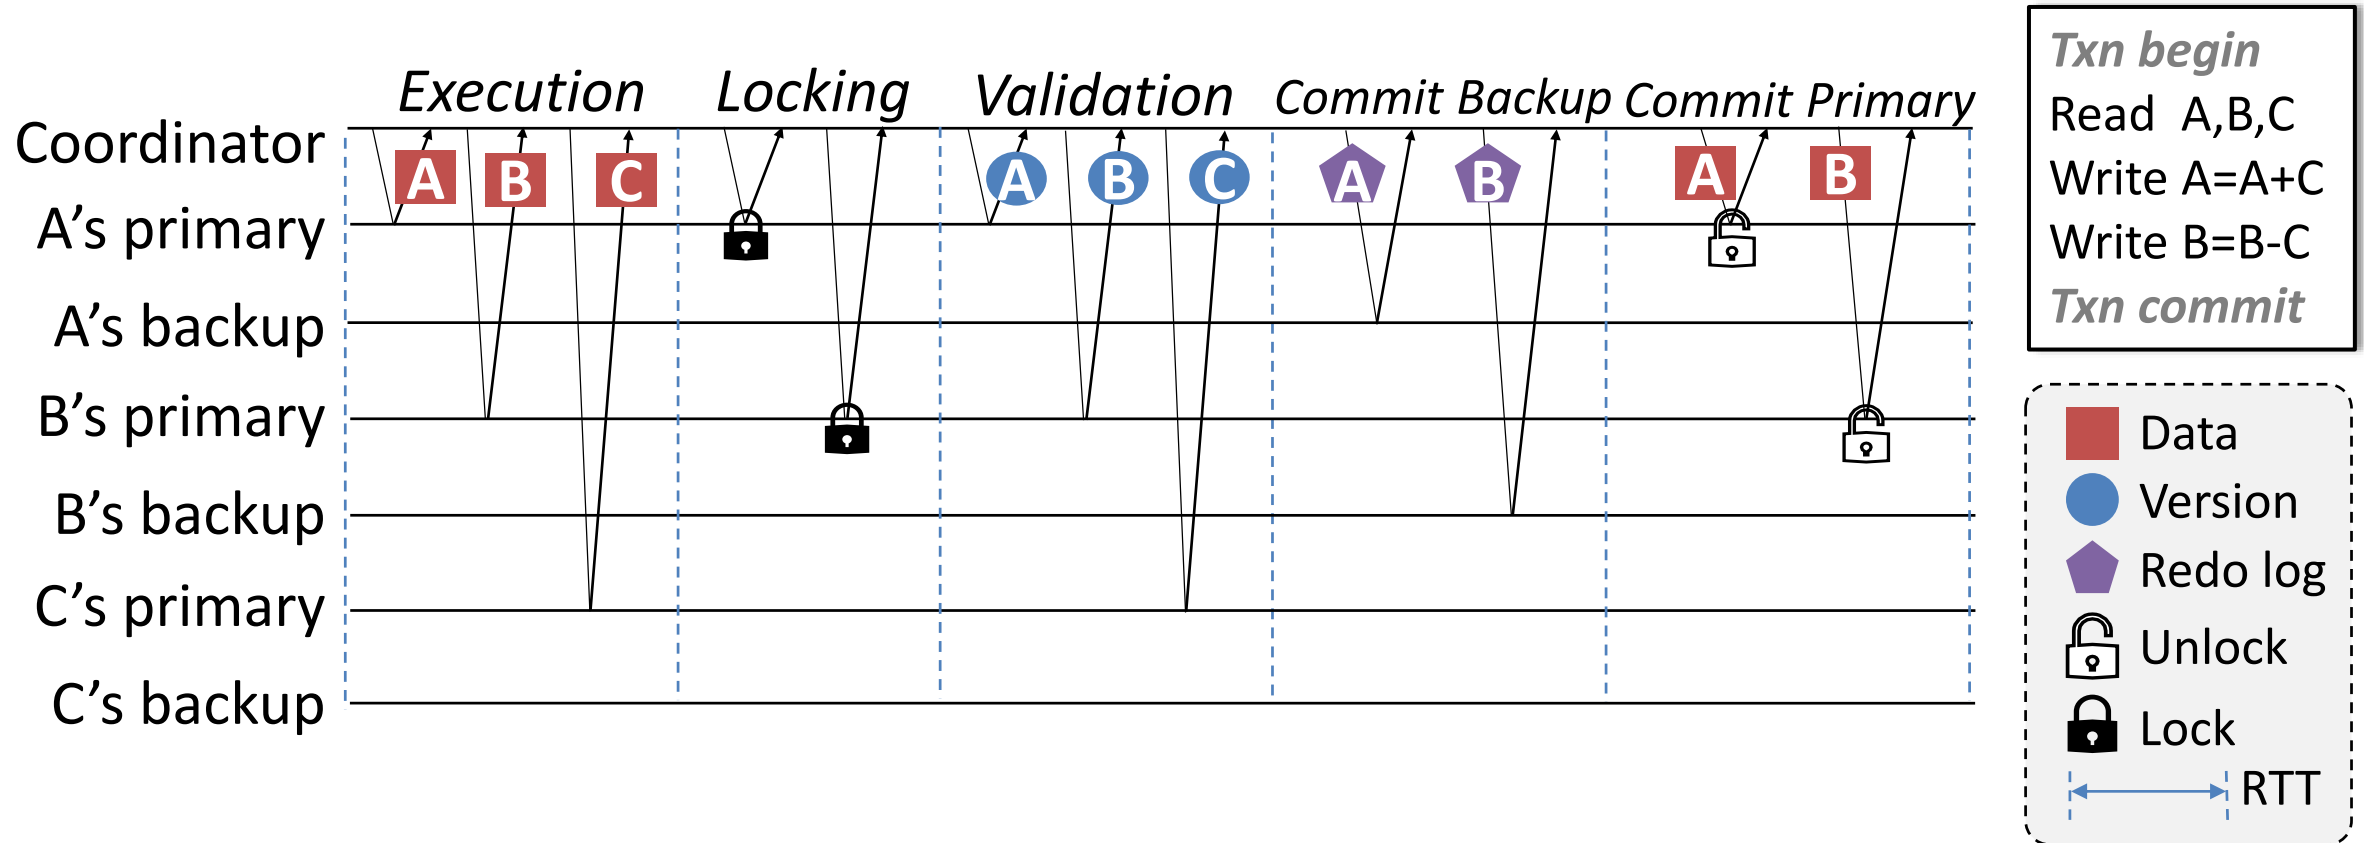 Execution Locking Validation Commit Backup Commit Primary
Coordinator
A B C A B C A B A B
A's primary
A's backup
B's primary
B's backup
C's primary
C's backup
Txn begin
Read A,B,C
Write A=A+C
Write B=B-C
Txn commit
Data
Version
Redo log
Unlock
Lock
RTT